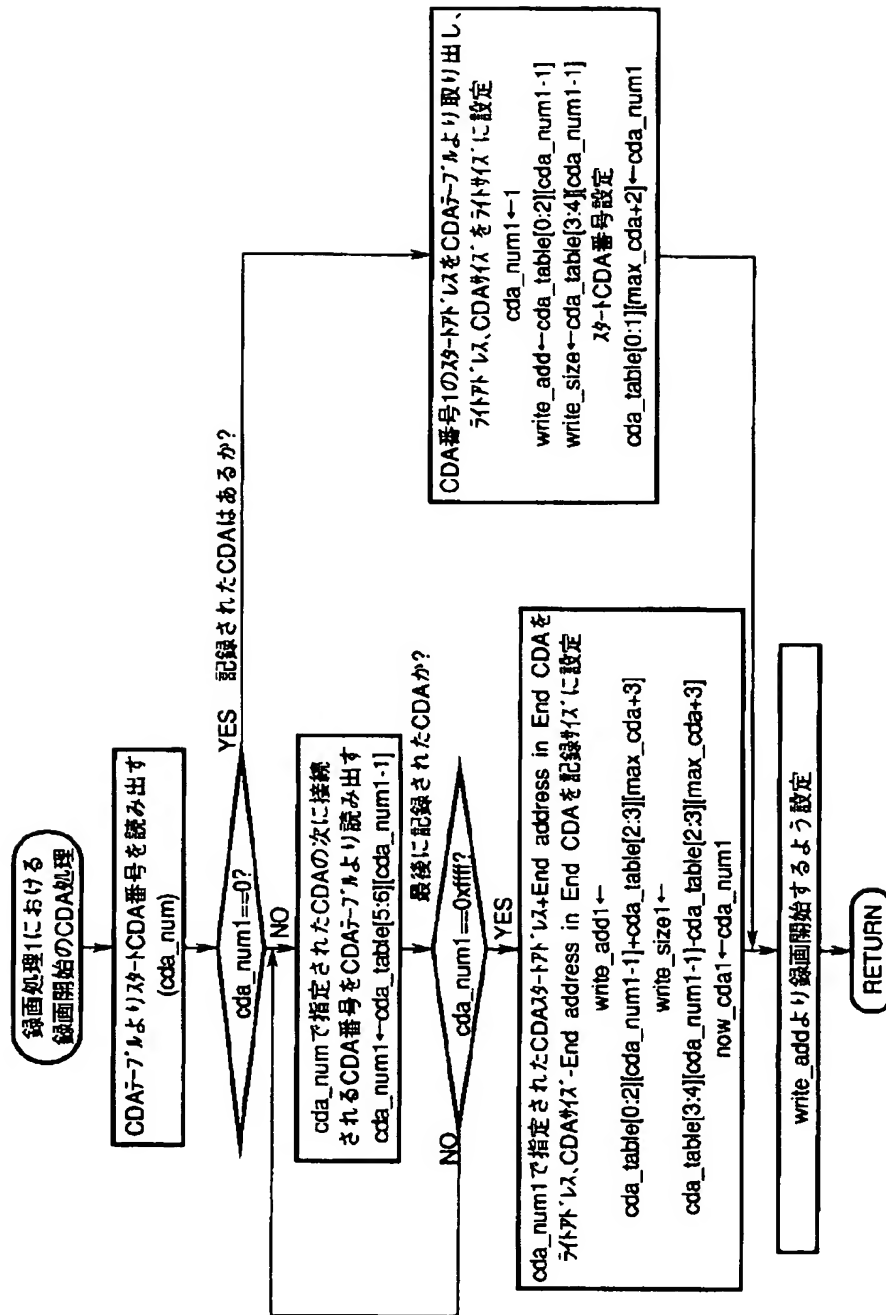 録画処理1における
録画開始のCDA処理
CDAテーブルよりスタートCDA番号を読み出す
(cda_num)
cda_num1==0?
YES
記録されたCDAはあるか?
NO
cda_numで指定されたCDAの次に接続
されるCDA番号をCDAテーブルより読み出す
cda_num1←cda_table[5:6][cda_num1-1]
最後に記録されたCDAか?
cda_num1==0xffff?
NO
YES
cda_num1で指定されたCDAスタートアドレス+End address in End CDAを
ライトアドレス、CDAサイズ-End address in End CDAを記録サイズに設定
write_add1←
cda_table[0:2][cda_num1-1]+cda_table[2:3][max_cda+3]
write_size1←
cda_table[3:4][cda_num1-1]-cda_table[2:3][max_cda+3]
now_cda1←cda_num1
CDA番号1のスタートアドレスをCDAテーブルより取り出し、
ライトアドレス、CDAサイズをライトサイズに設定
cda_num1←1
write_add←cda_table[0:2][cda_num1-1]
write_size←cda_table[3:4][cda_num1-1]
スタートCDA番号設定
cda_table[0:1][max_cda+2]←cda_num1
write_addより録画開始するよう設定
RETURN